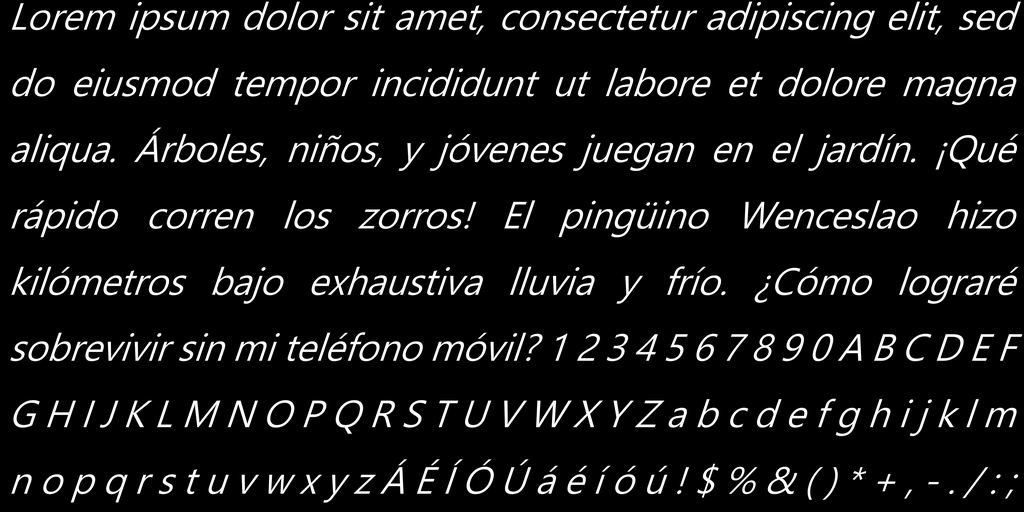 Lorem ipsum dolor sit amet, consectetur adipiscing elit, sed
do eiusmod tempor incididunt ut labore et dolore magna
aliqua. Árboles, niños, y jóvenes juegan en el jardín. ¡Qué
rápido corren los zorros! El pingüino Wenceslao hizo
kilómetros bajo exhaustiva lluvia y frío. ¿Cómo lograré
sobrevivir sin mi teléfono móvil? 1 2 3 4 5 6 7 8 9 0 A B C D E F
G H I J K L M N O P Q R S T U V W X Y Z a b c d e f g h i j k l m
n o p q r s t u v w x y z Á É Í Ó Ú á é í ó ú ! $ % & ( ) * + , - . / : ;